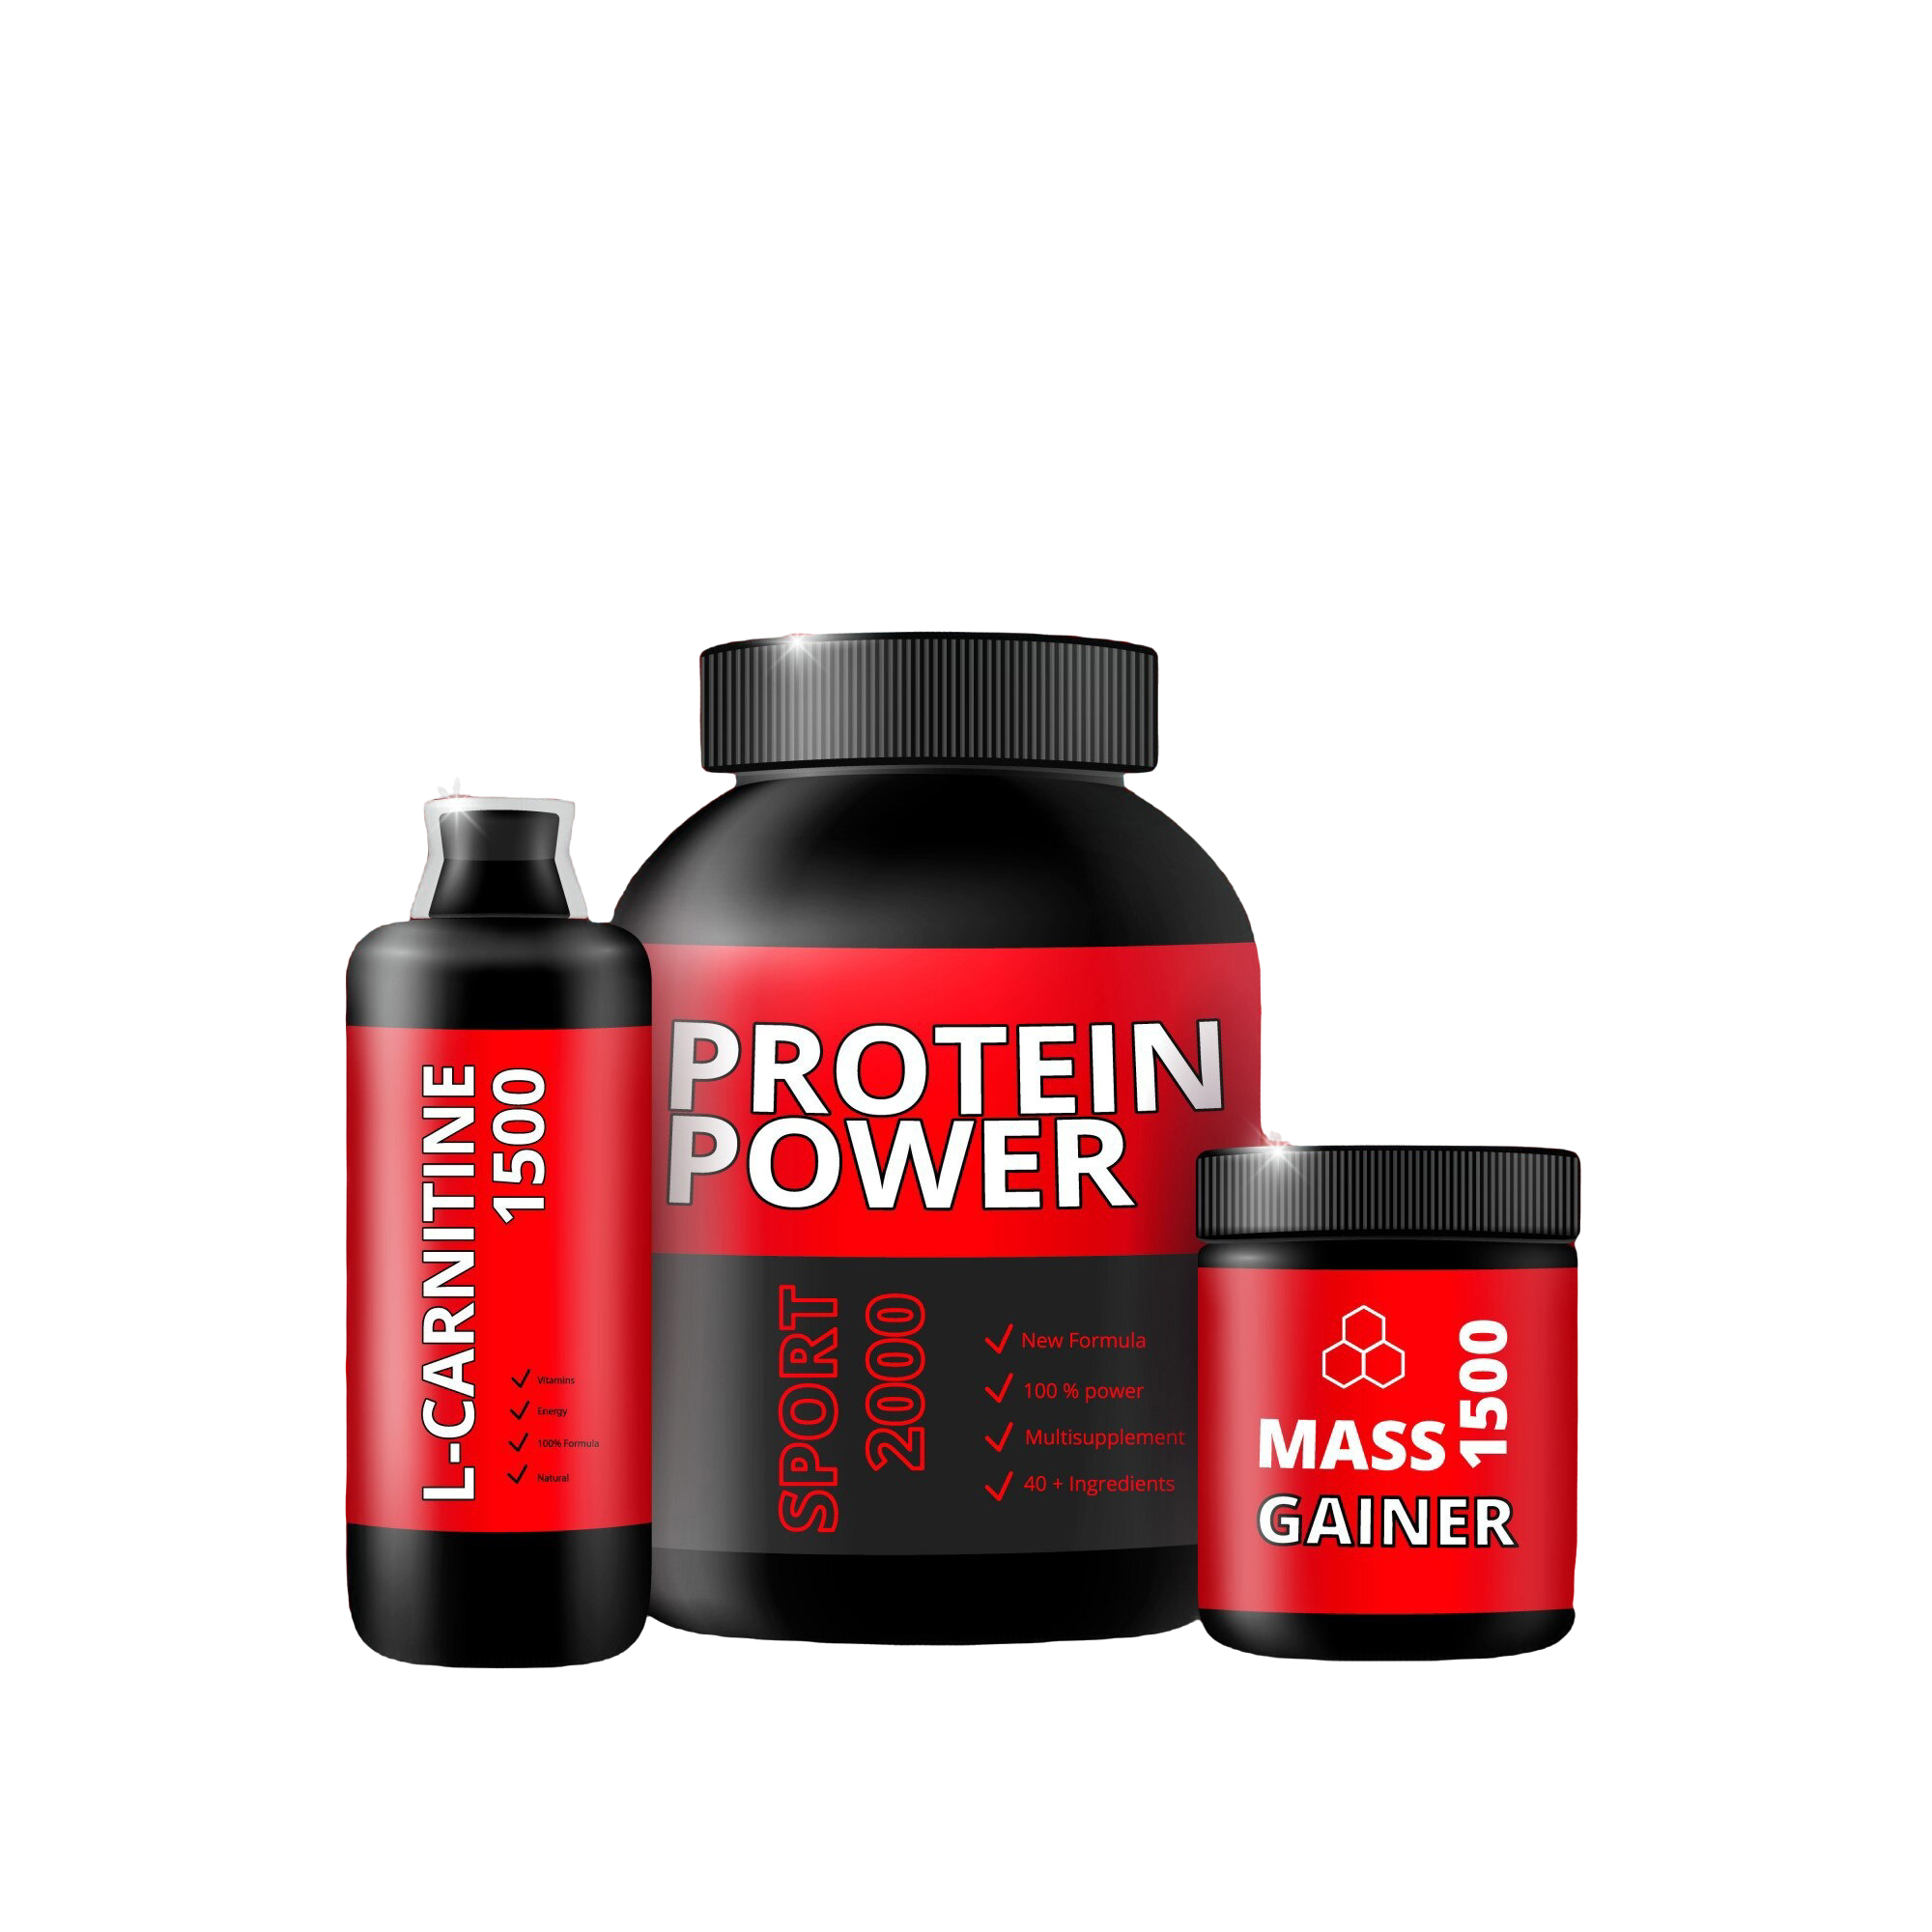 L-CARNITINE
1500
Vitamins
Energy
100% Formula
Natural
PROTEIN
POWER
SPORT
2000
New Formula
100 % power
Multisupplement
40 + Ingredients
MASS
1500
GAINER